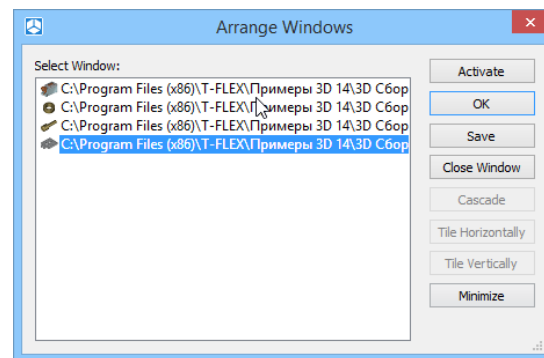 Arrange Windows
Select Window:
C:\Program Files (x86)\T-FLEX\Примеры 3D 14\3D Сбор
C:\Program Files (x86)\T-FLEX\Примеры 3D 14\3D Сбор
C:\Program Files (x86)\T-FLEX\Примеры 3D 14\3D Сбор
C:\Program Files (x86)\T-FLEX\Примеры 3D 14\3D Сбор
Activate
OK
Save
Close Window
Cascade
Tile Horizontally
Tile Vertically
Minimize